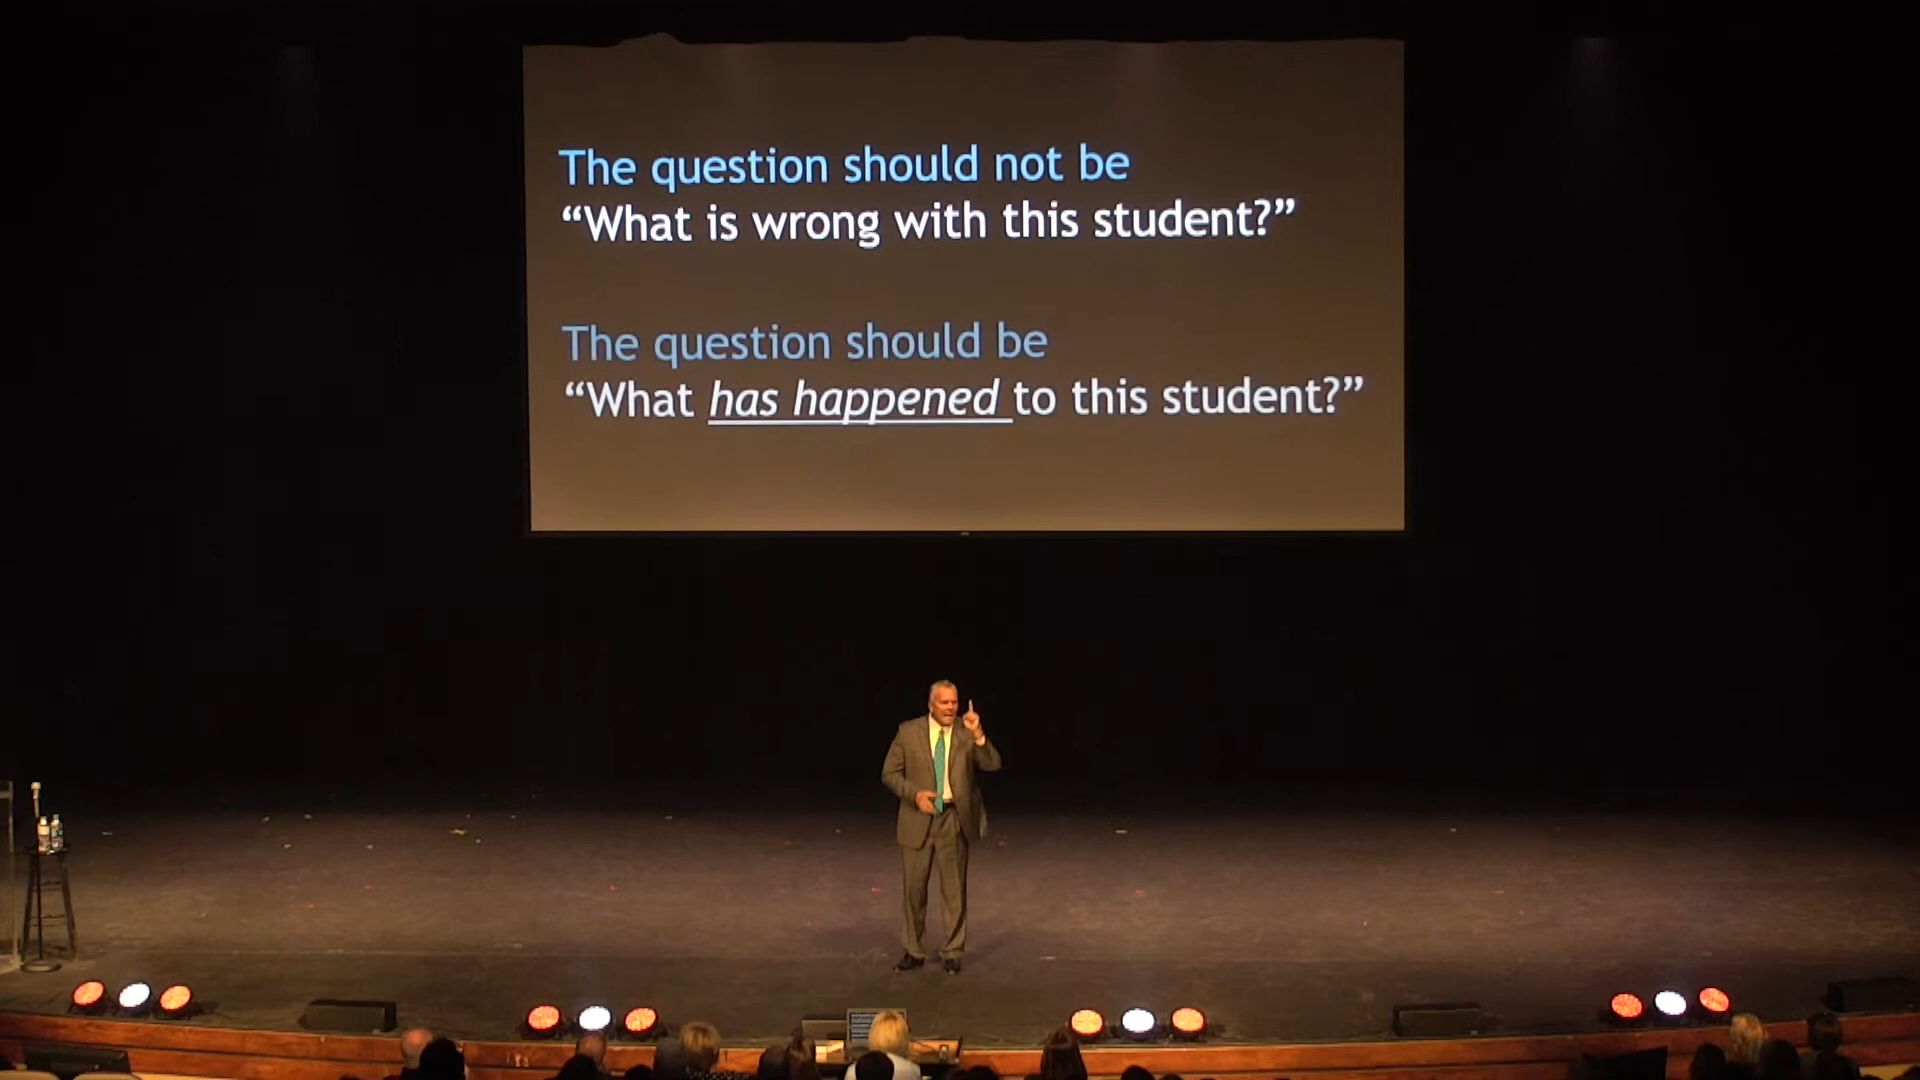 The question should not be
“What is wrong with this student?”
The question should be
“What has happened to this student?”